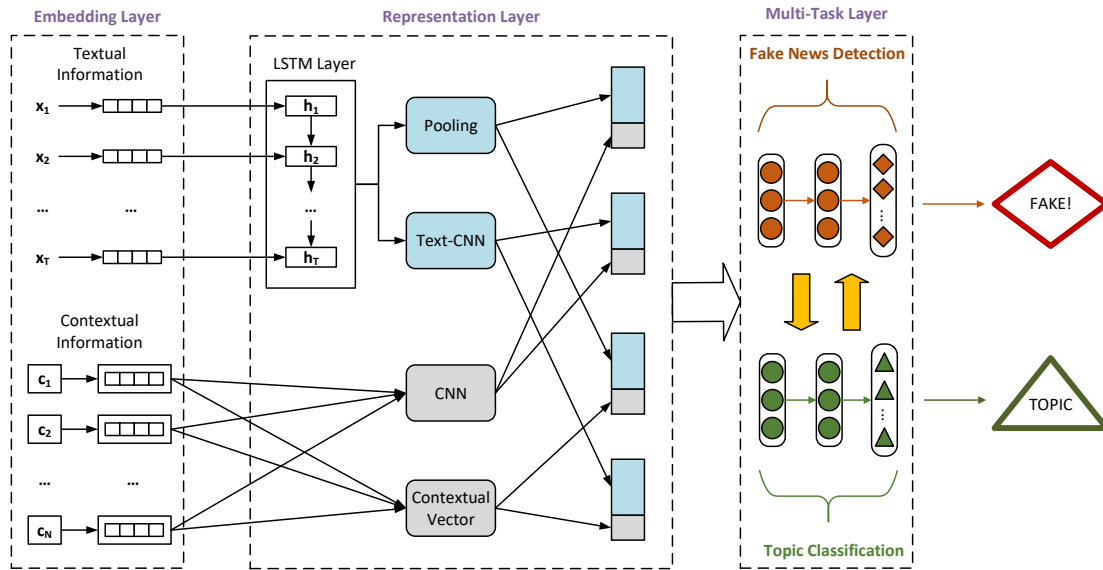 Embedding Layer
Representation Layer
Multi-Task Layer
Textual
Information
x1
x2
...
xT
...
Contextual
Information
c1
c2
...
cN
...
LSTM Layer
h1
h2
...
hT
Pooling
Text-CNN
CNN
Contextual
Vector
Fake News Detection
...
...
Topic Classification
FAKE!
TOPIC